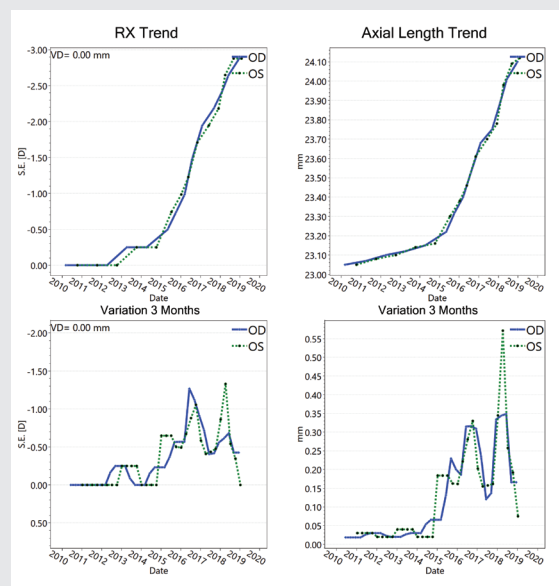 RX Trend
-3.00
VD= 0.00 mm
OD
OS
-2.50
-2.00
-1.50
-1.00
-0.50
0.00
S.E. [D]
2010 2011 2012 2013 2014 2015 2016 2017 2018 2019 2020
Date
Axial Length Trend
OD
OS
24.10
24.00
23.90
23.80
23.70
23.60
23.50
23.40
23.30
23.20
23.10
23.00
mm
2010 2011 2012 2013 2014 2015 2016 2017 2018 2019 2020
Date
Variation 3 Months
-2.00
VD= 0.00 mm
OD
OS
-1.50
-1.00
-0.50
0.00
0.50
S.E. [D]
2010 2011 2012 2013 2014 2015 2016 2017 2018 2019 2020
Date
Variation 3 Months
OD
OS
0.55
0.50
0.45
0.40
0.35
0.30
0.25
0.20
0.15
0.10
0.05
0.00
mm
2010 2011 2012 2013 2014 2015 2016 2017 2018 2019 2020
Date